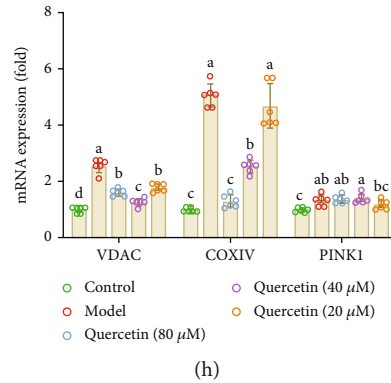 mRNA expression (fold)
8
6
4
2
0
d a b c b
c a c b a
c ab ab a bc
VDAC COXIV PINK1
Control
Model
Quercetin (80 μM)
Quercetin (40 μM)
Quercetin (20 μM)
(h)